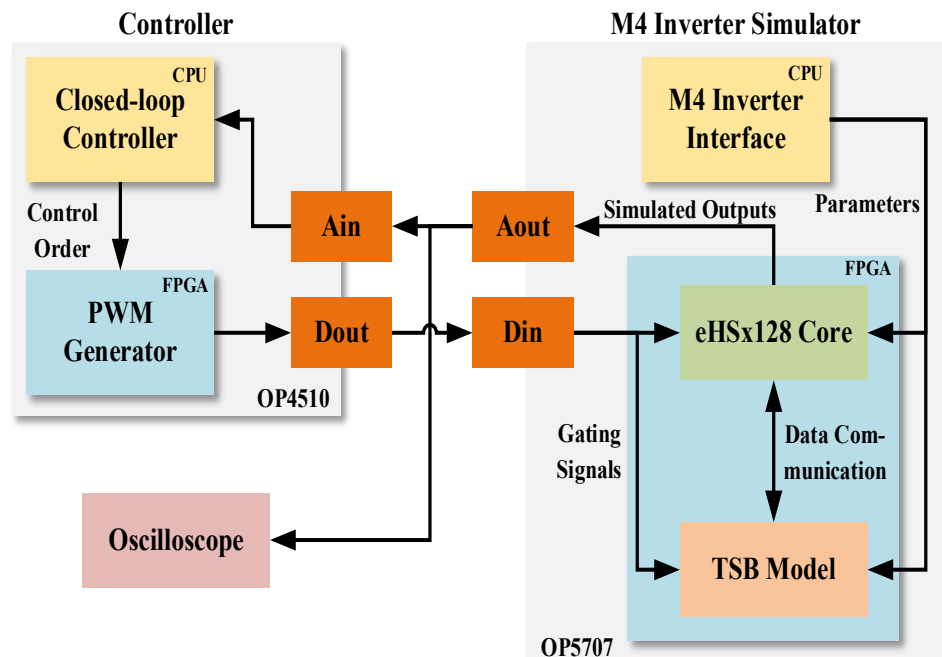 Controller
CPU
Closed-loop
Controller
Control
Order
FPGA
PWM
Generator
Ain
Dout
OP4510
Oscilloscope
M4 Inverter Simulator
CPU
M4 Inverter
Interface
Aout
Simulated Outputs
Parameters
Din
FPGA
eHSx128 Core
Gating
Signals
Data Com-
munication
TSB Model
OP5707